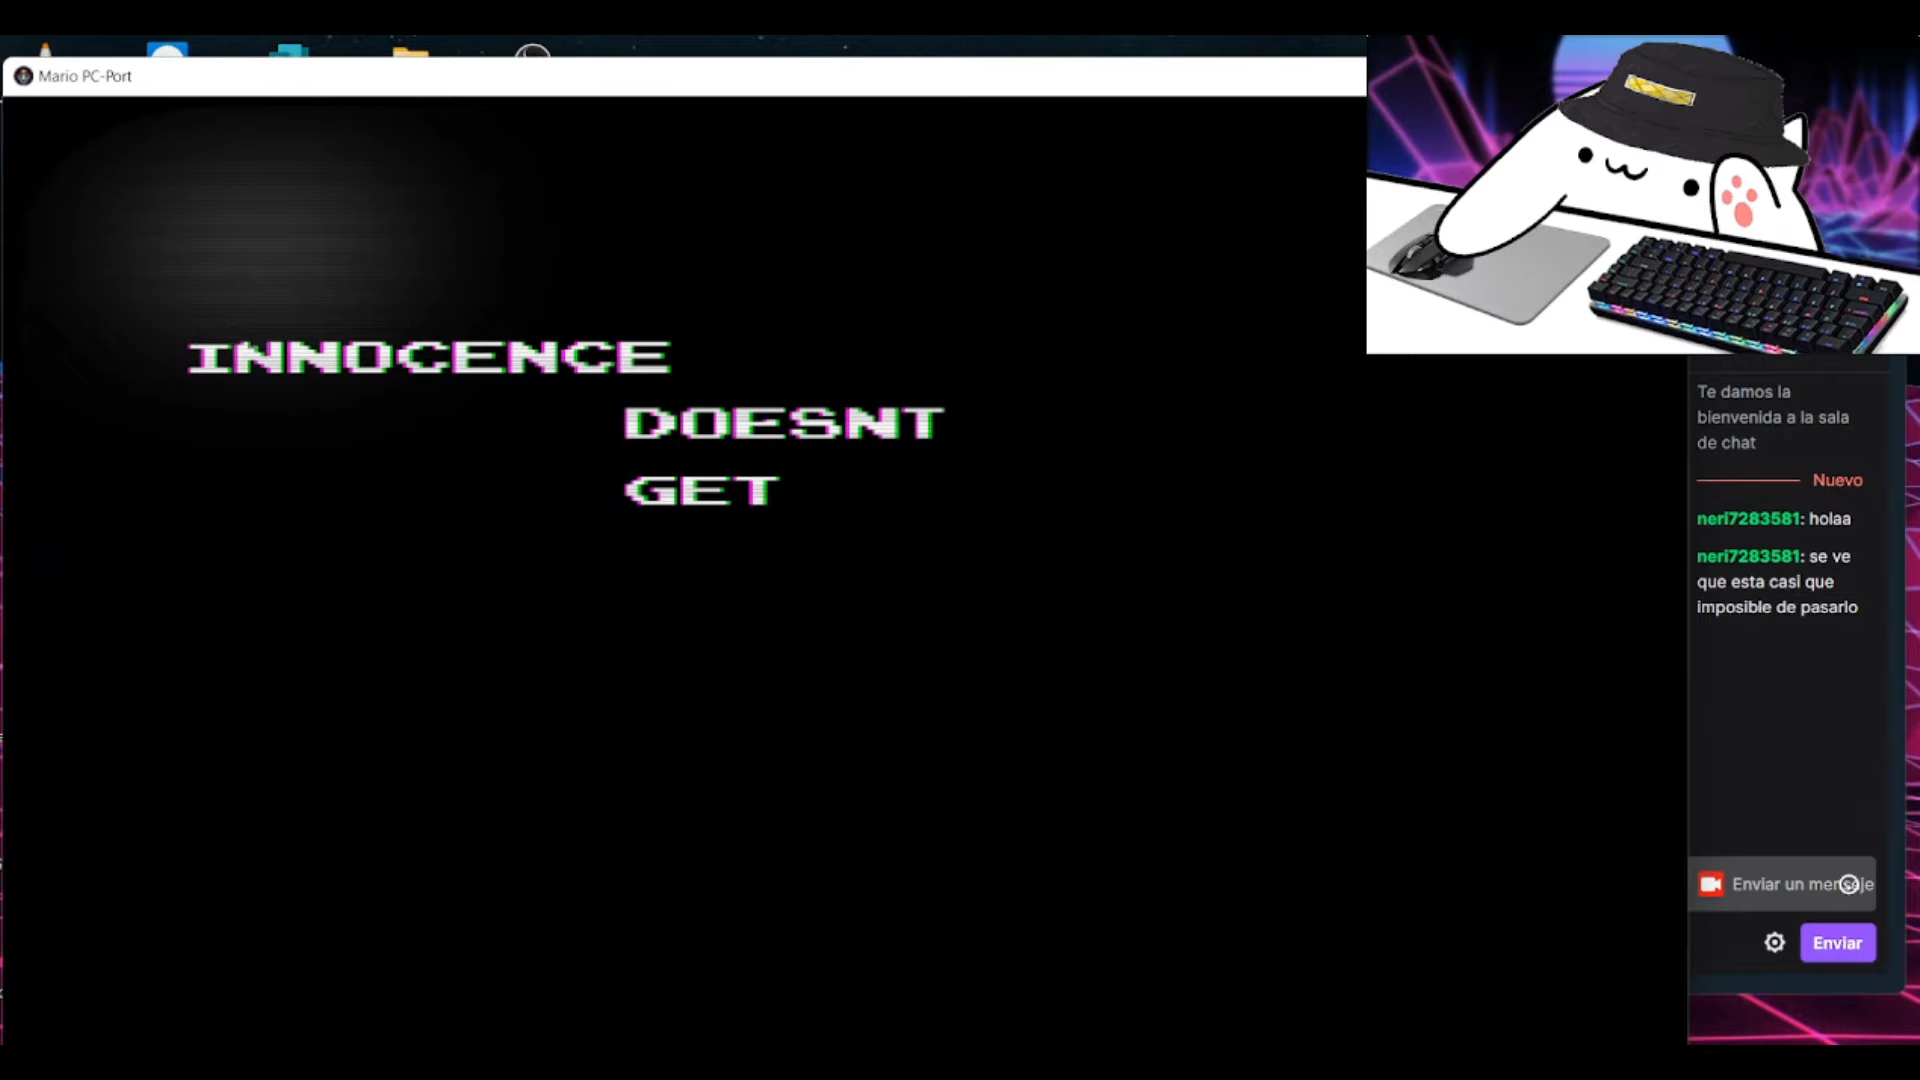 Mario PC-Port
INNOCENCE
DOESNT
GET
Te damos la
bienvenida a la sala
de chat
Nuevo
neri7283581: holaa
neri7283581: se ve
que esta casi que
imposible de pasarlo
Enviar un mensaje
Enviar